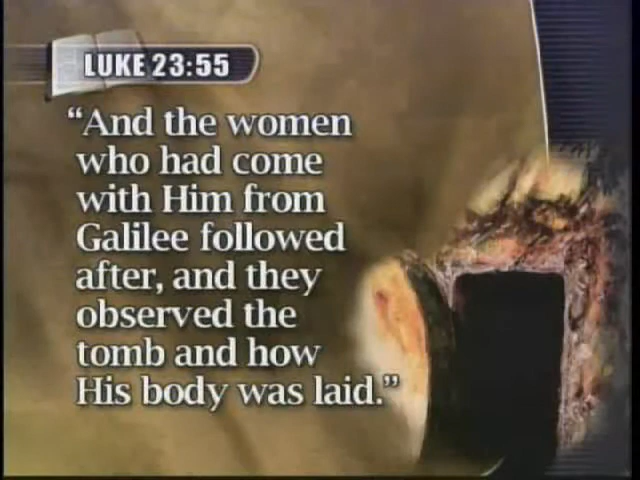 LUKE 23:55
“And the women
who had come
with Him from
Galilee followed
after, and they
observed the
tomb and how
His body was laid.”